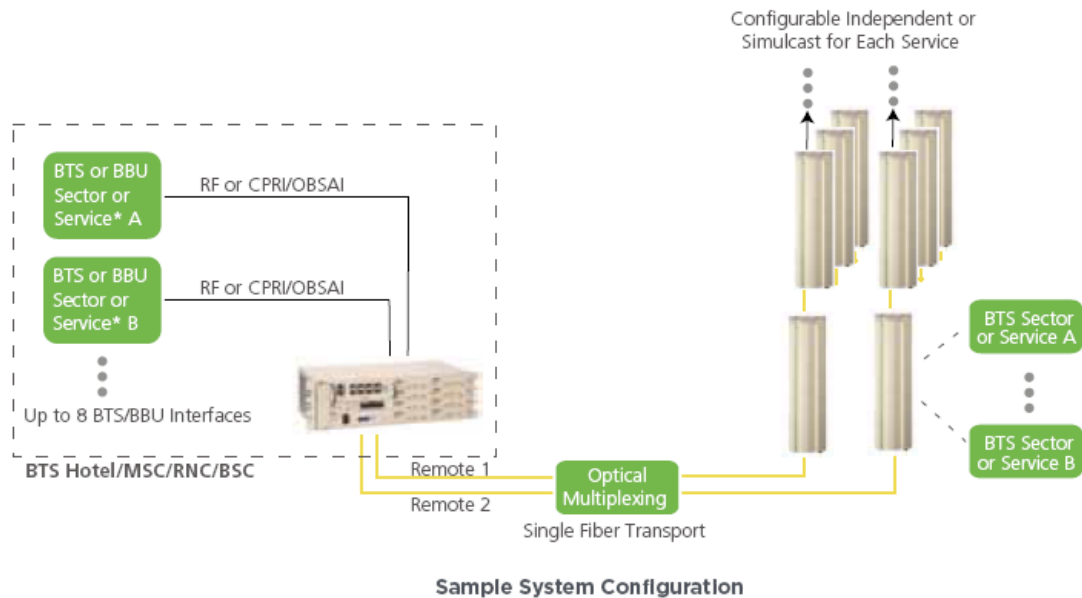 Configurable Independent or
Simulcast for Each Service
BTS or BBU
Sector or
Service* A
RF or CPRI/OBSAI
BTS or BBU
Sector or
Service* B
RF or CPRI/OBSAI
Up to 8 BTS/BBU Interfaces
BTS Hotel/MSC/RNC/BSC
Remote 1
Remote 2
Optical
Multiplexing
Single Fiber Transport
BTS Sector
or Service A
BTS Sector
or Service B
Sample System Configuration